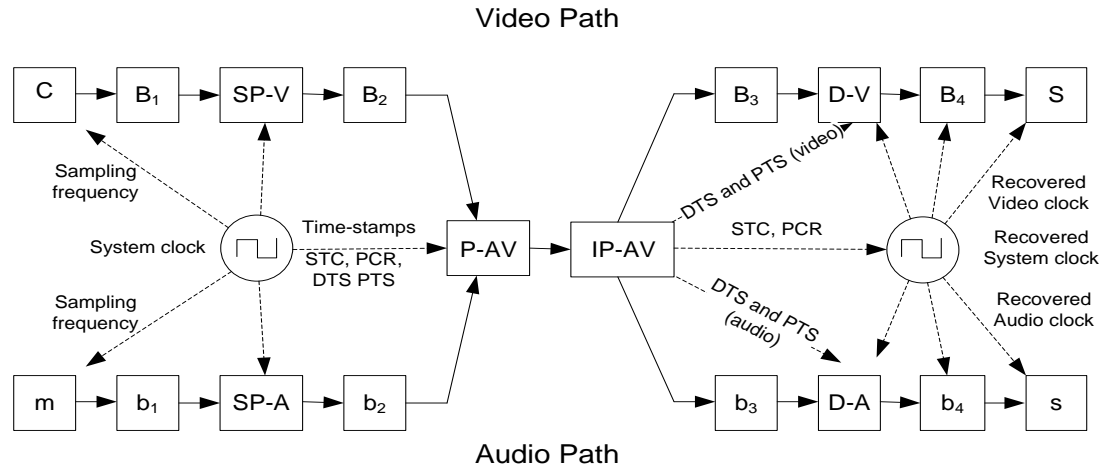 Video Path
C
B₁
SP-V
B₂
B₃
D-V
B₄
S
Sampling
frequency
System clock
Time-stamps
STC, PCR,
DTS PTS
P-AV
IP-AV
DTS and PTS (video)
STC, PCR
DTS and PTS
(audio)
Recovered
Video clock
Recovered
System clock
Recovered
Audio clock
Sampling
frequency
m
b₁
SP-A
b₂
b₃
D-A
b₄
s
Audio Path